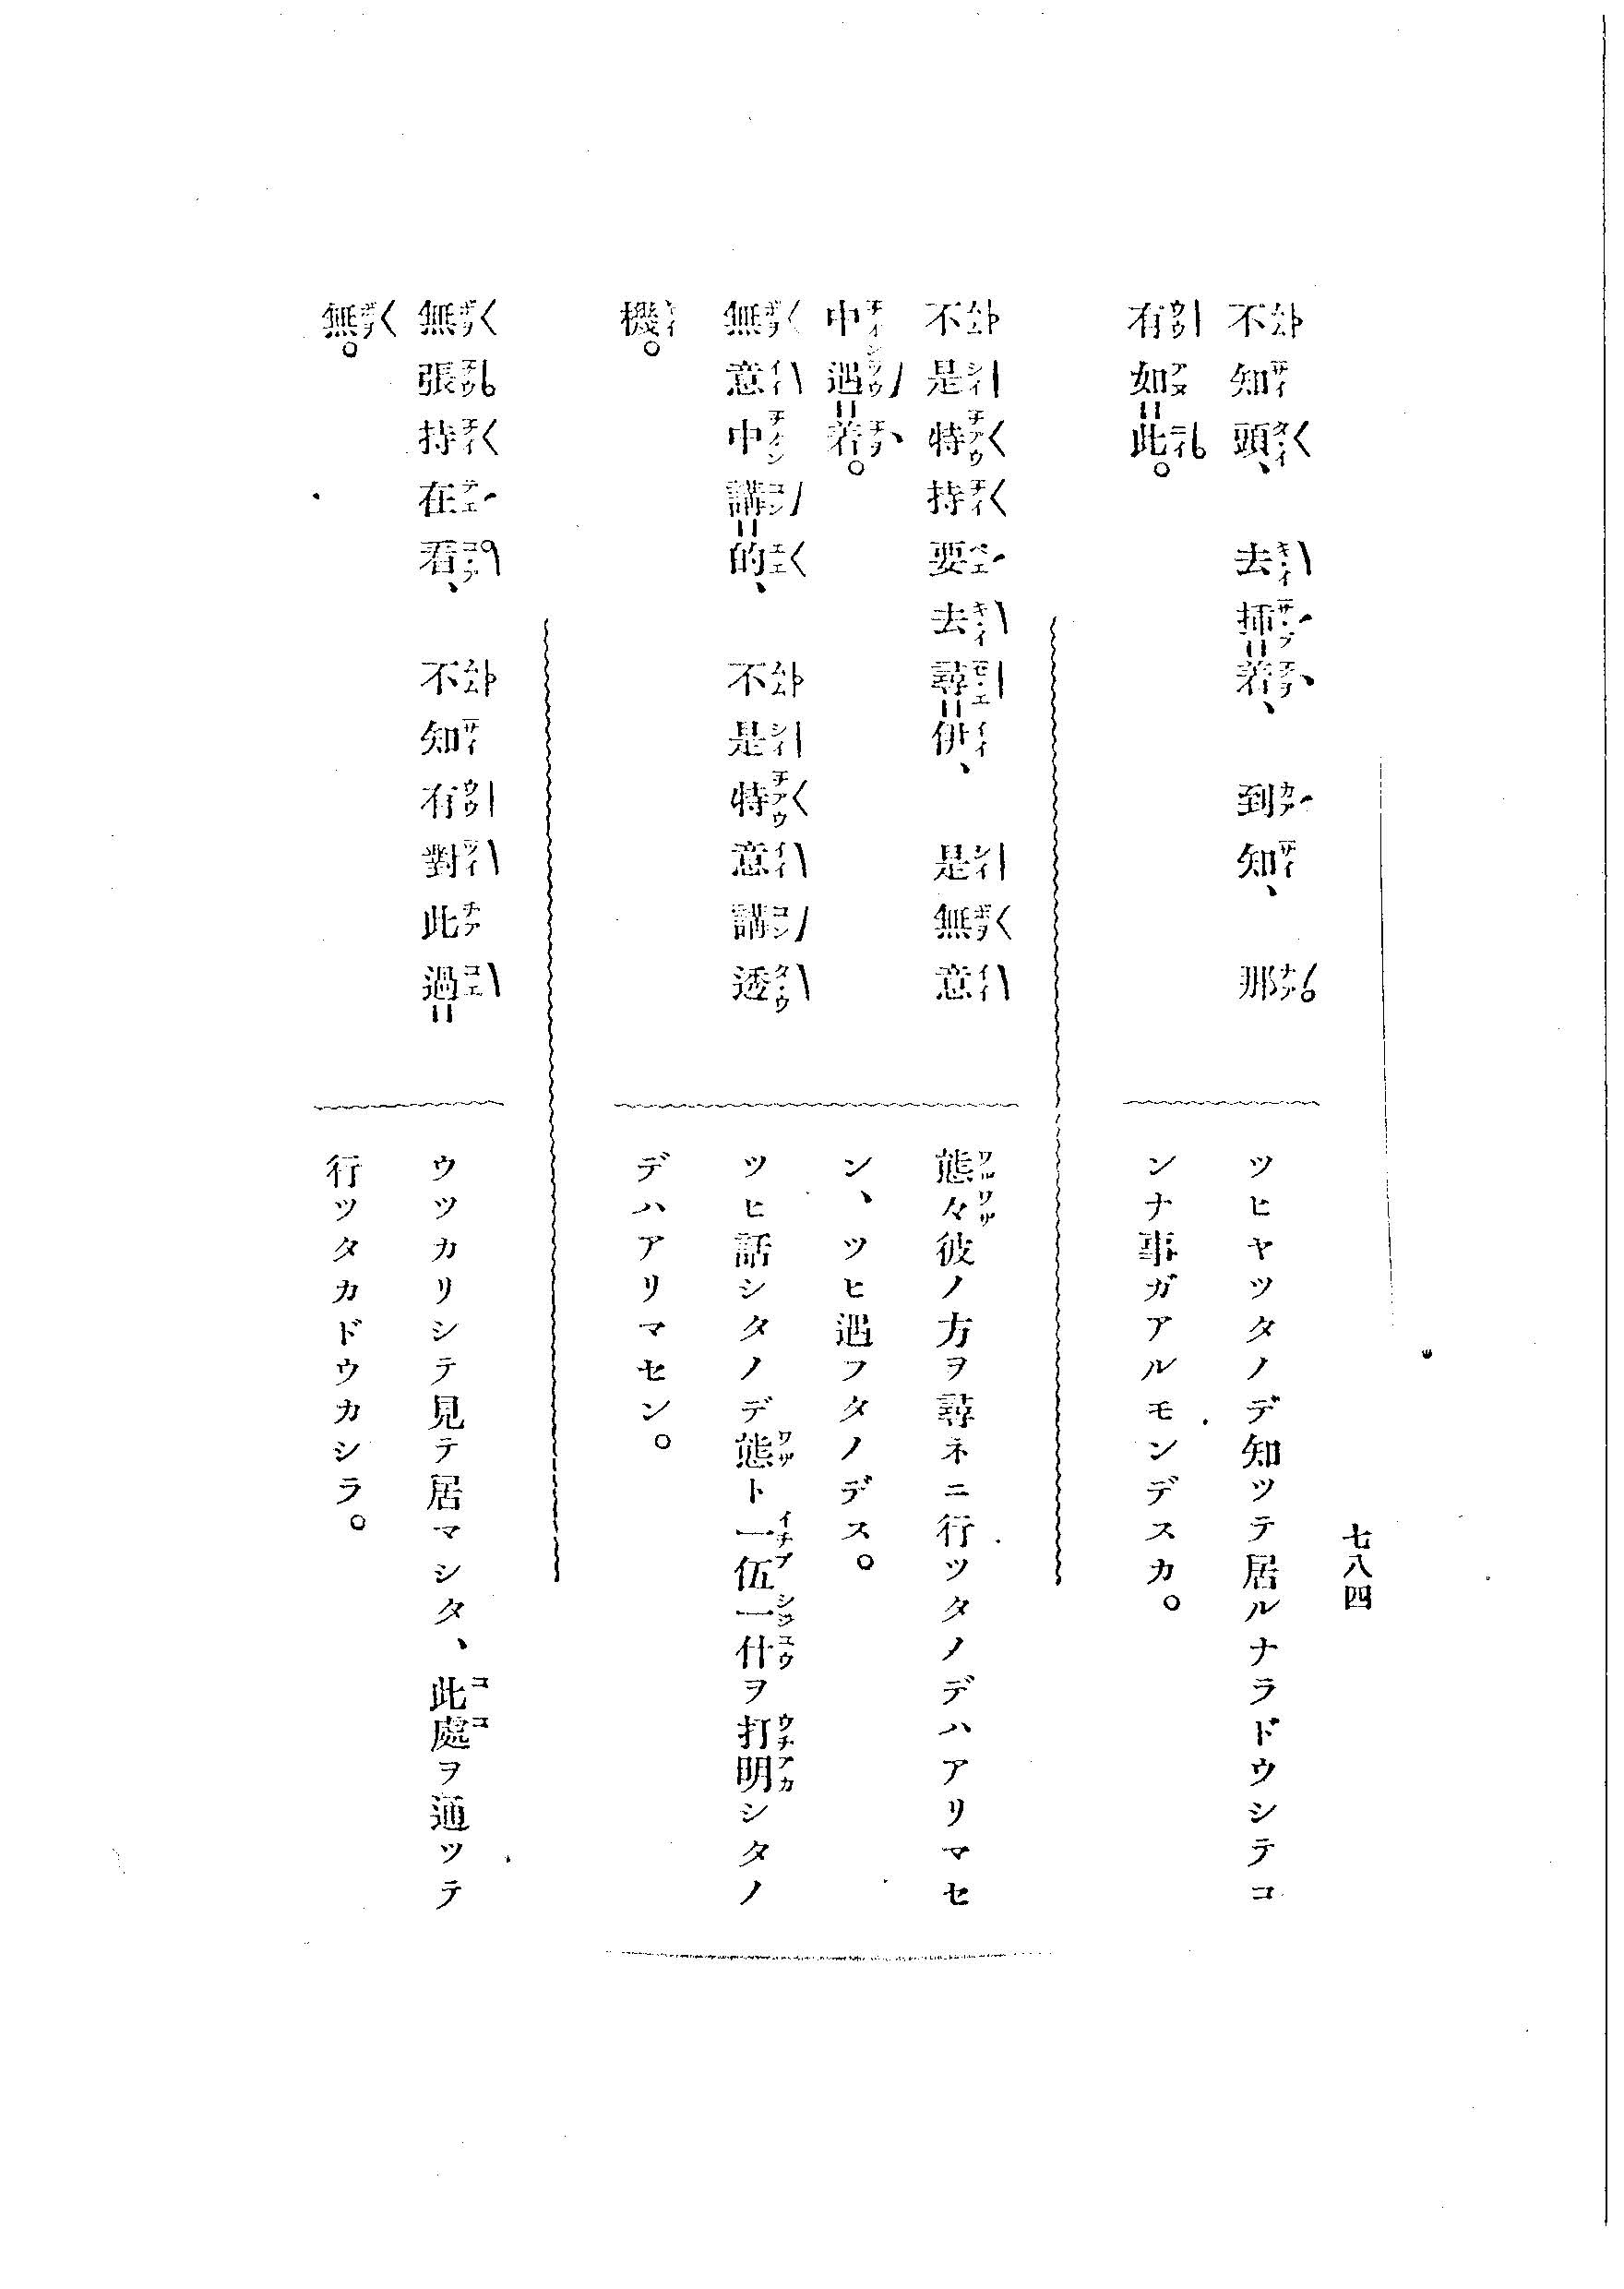 七八四
不知頭、去揷＝着、到知、那
有如＝此。
ツヒヤツタノデ知ツテ居ルナラドウシテコ
ンナ事ガアルモンデスカ。
不是特持要去尋＝伊、是無意
中遇＝着。
態々彼ノ方ヲ尋ネニ行ツタノデハアリマセ
ン、ツヒ遇フタノデス。
無意中講＝的、不是特意講透
機。
ツヒ話シタノデ態ト一伍一什ヲ打明シタノ
デハアリマセン。
無張持在看、不知有對此過＝
無。
ウツカリシテ見テ居マシタ、此處ヲ通ツテ
行ツタカドウカシラ。